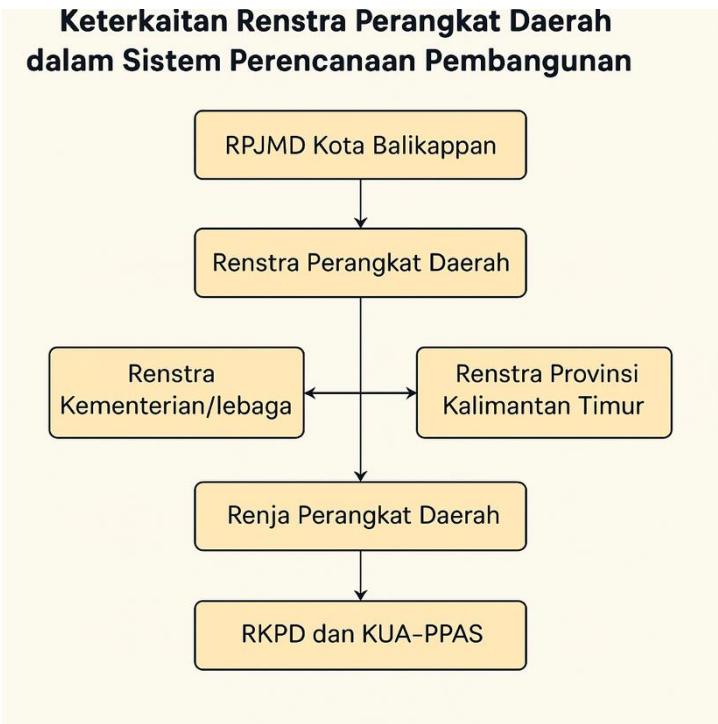 Keterkaitan Renstra Perangkat Daerah
dalam Sistem Perencanaan Pembangunan
RPJMD Kota Balikappan
Renstra Perangkat Daerah
Renstra
Kementerian/lebaga
Renstra Provinsi
Kalimantan Timur
Renja Perangkat Daerah
RKPD dan KUA-PPAS